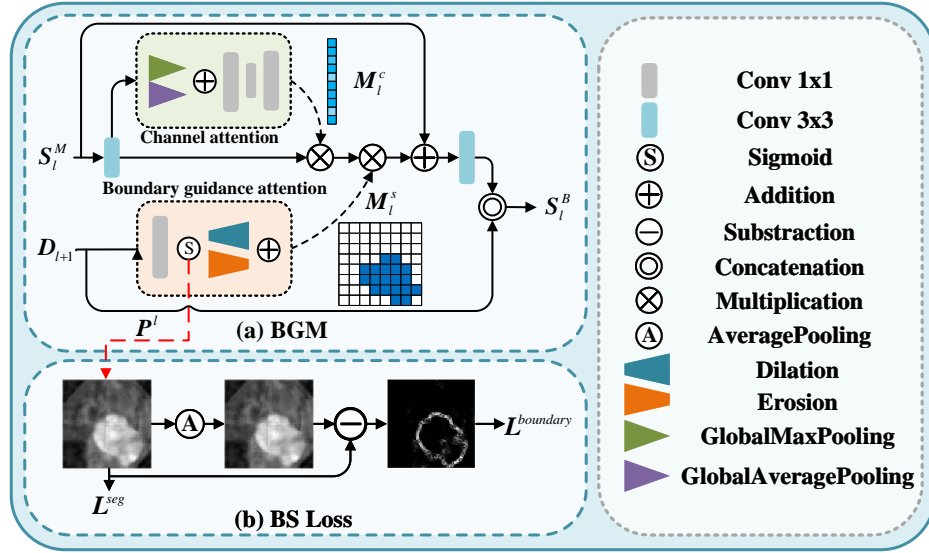 M_l^c
Channel attention
S_l^M
Boundary guidance attention
M_l^s
S_l^B
D_{l+1}
S
P^l
(a) BGM
A
L^{boundary}
L^{seg}
(b) BS Loss
Conv 1x1
Conv 3x3
S Sigmoid
Addition
Substraction
Concatenation
Multiplication
A AveragePooling
Dilation
Erosion
GlobalMaxPooling
GlobalAveragePooling